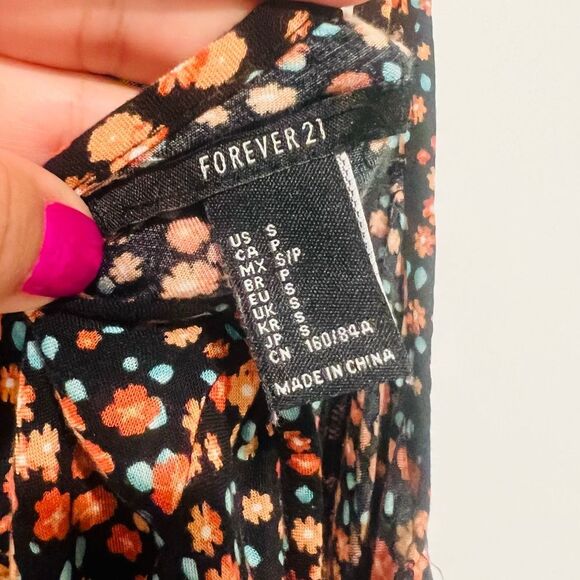 FOREVER 21
US S
CA P
MX S/P
BR P
EU S
UK S
KR S
JP S
CN 160/84A
MADE IN CHINA